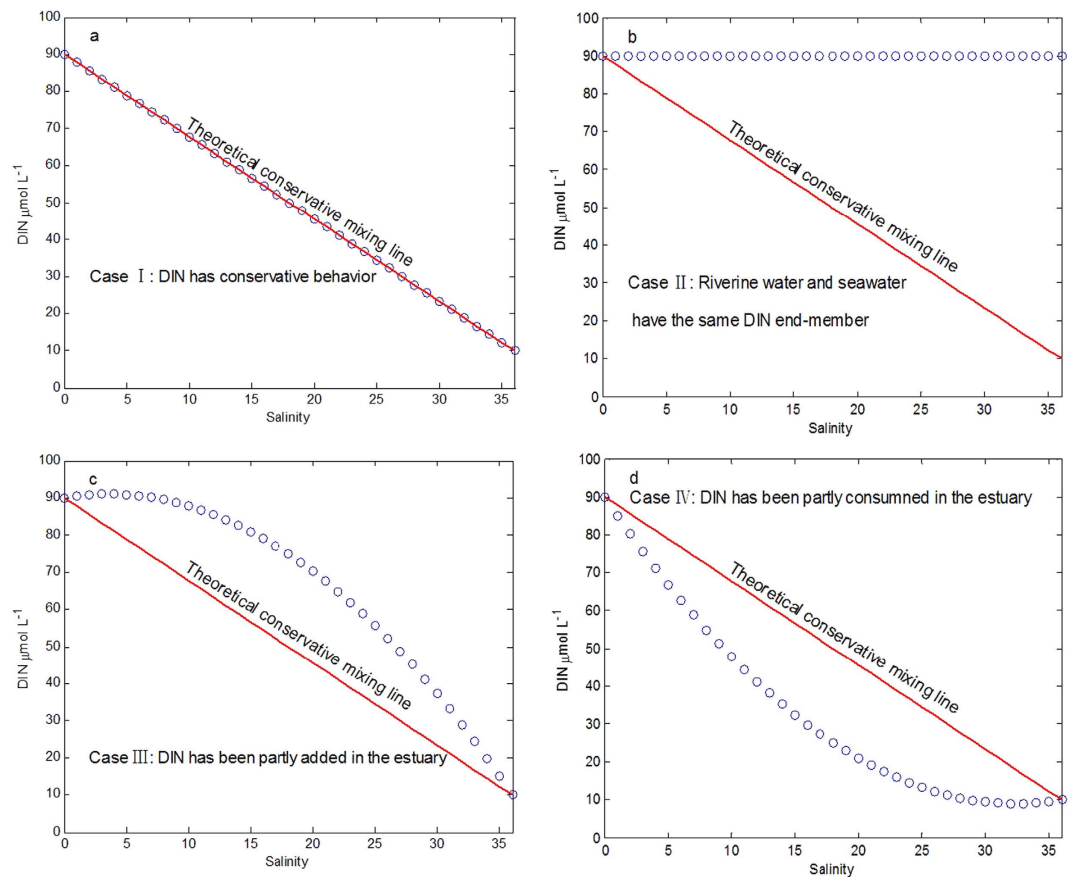 a
100
90
80
70
60
50
40
30
20
10
0
DIN μmol L⁻¹
Theoretical conservative mixing line
Case Ⅰ: DIN has conservative behavior
0 5 10 15 20 25 30 35
Salinity
b
100
90
80
70
60
50
40
30
20
10
0
DIN μmol L⁻¹
Theoretical conservative mixing line
Case Ⅱ: Riverine water and seawater
have the same DIN end-member
0 5 10 15 20 25 30 35
Salinity
c
100
90
80
70
60
50
40
30
20
10
0
DIN μmol L⁻¹
Theoretical conservative mixing line
Case Ⅲ: DIN has been partly added in the estuary
0 5 10 15 20 25 30 35
Salinity
d
Case Ⅳ: DIN has been partly consumned in the estuary
100
90
80
70
60
50
40
30
20
10
0
DIN μmol L⁻¹
Theoretical conservative mixing line
0 5 10 15 20 25 30 35
Salinity